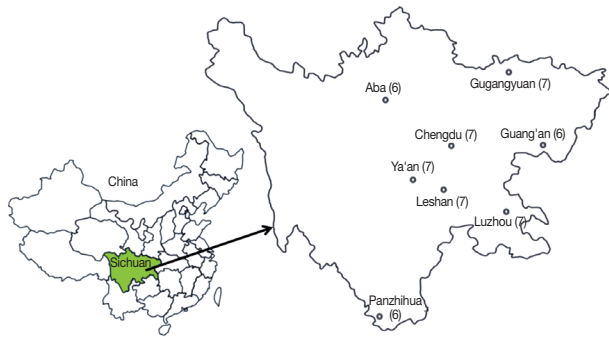 Aba (6)
Gugangyuan (7)
Chengdu (7)
Guang'an (6)
Ya'an (7)
Leshan (7)
Luzhou (7)
Panzhihua
(6)
China
Sichuan